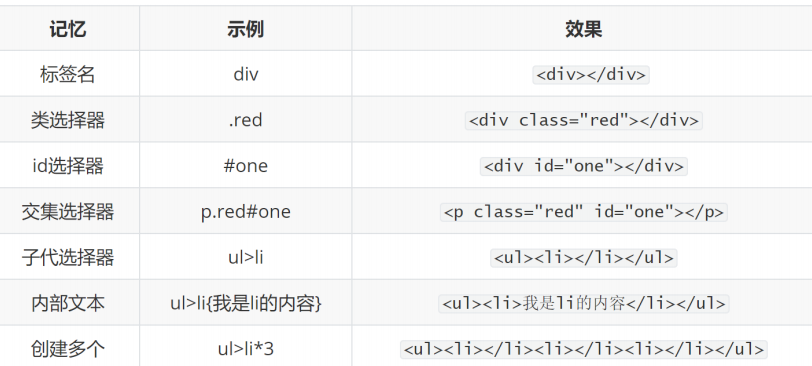 记忆 示例 效果
标签名 div <div></div>
类选择器 .red <div class="red"></div>
id选择器 #one <div id="one"></div>
交集选择器 p.red#one <p class="red" id="one"></p>
子代选择器 ul>li <ul><li></li></ul>
内部文本 ul>li{我是li的内容} <ul><li>我是li的内容</li></ul>
创建多个 ul>li*3 <ul><li></li><li></li><li></li></ul>